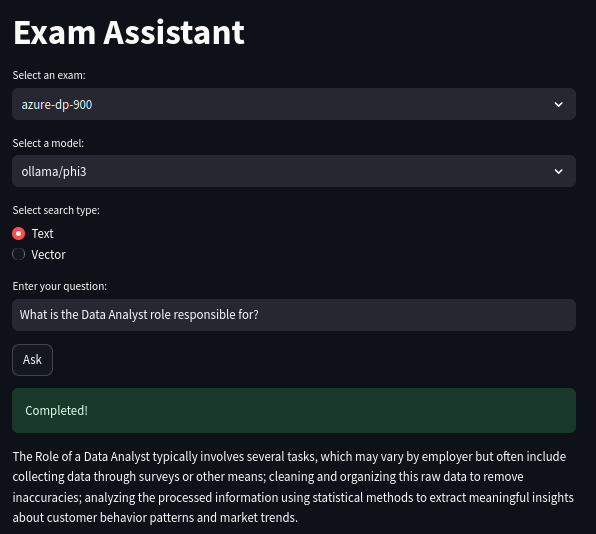 Exam Assistant
Select an exam:
azure-dp-900
Select a model:
ollama/phi3
Select search type:
Text
Vector
Enter your question:
What is the Data Analyst role responsible for?
Ask
Completed!
The Role of a Data Analyst typically involves several tasks, which may vary by employer but often include
collecting data through surveys or other means; cleaning and organizing this raw data to remove
inaccuracies; analyzing the processed information using statistical methods to extract meaningful insights
about customer behavior patterns and market trends.